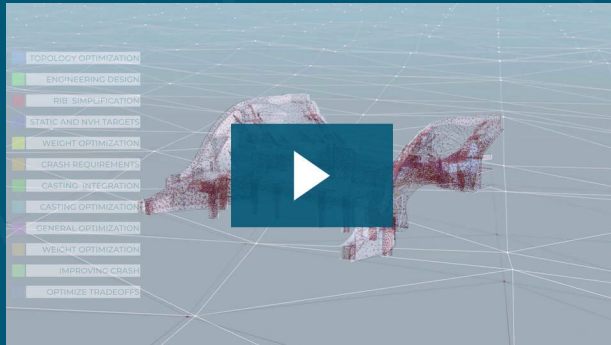 TOPOLOGY OPTIMIZATION
ENGINEERING DESIGN
RIB SIMPLIFICATION
STATIC AND NVH TARGETS
WEIGHT OPTIMIZATION
CRASH REQUIREMENTS
CASTING INTEGRATION
CASTING OPTIMIZATION
GENERAL OPTIMIZATION
WEIGHT OPTIMIZATION
IMPROVING CRASH
OPTIMIZE TRADEOFFS